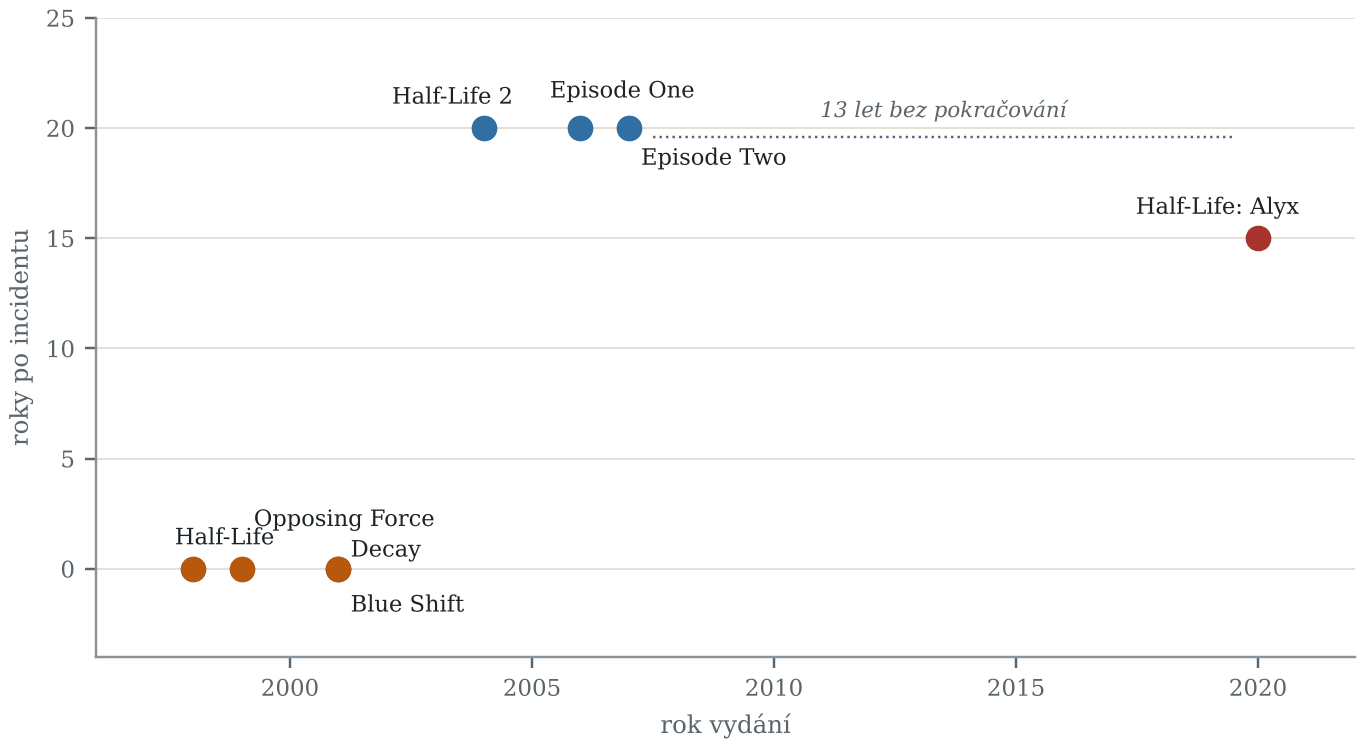 25
Half-Life 2
Episode One
13 let bez pokračování
20
Episode Two
Half-Life: Alyx
15
10
5
Opposing Force
Half-Life
Decay
0
Blue Shift
roky po incidentu
2000
2005
2010
2015
2020
rok vydání